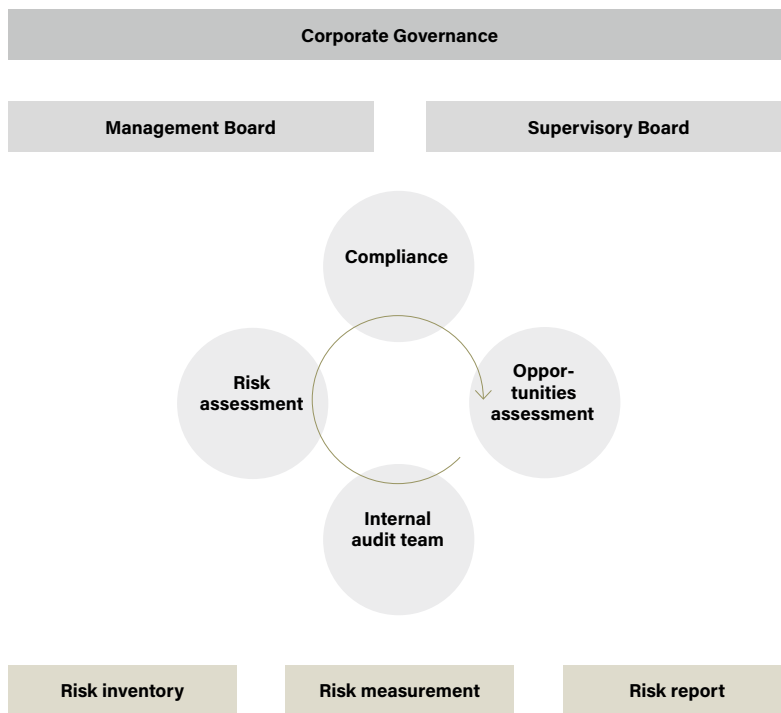 Corporate Governance
Management Board
Supervisory Board
Compliance
Risk
assessment
Oppor-
tunities
assessment
Internal
audit team
Risk inventory
Risk measurement
Risk report